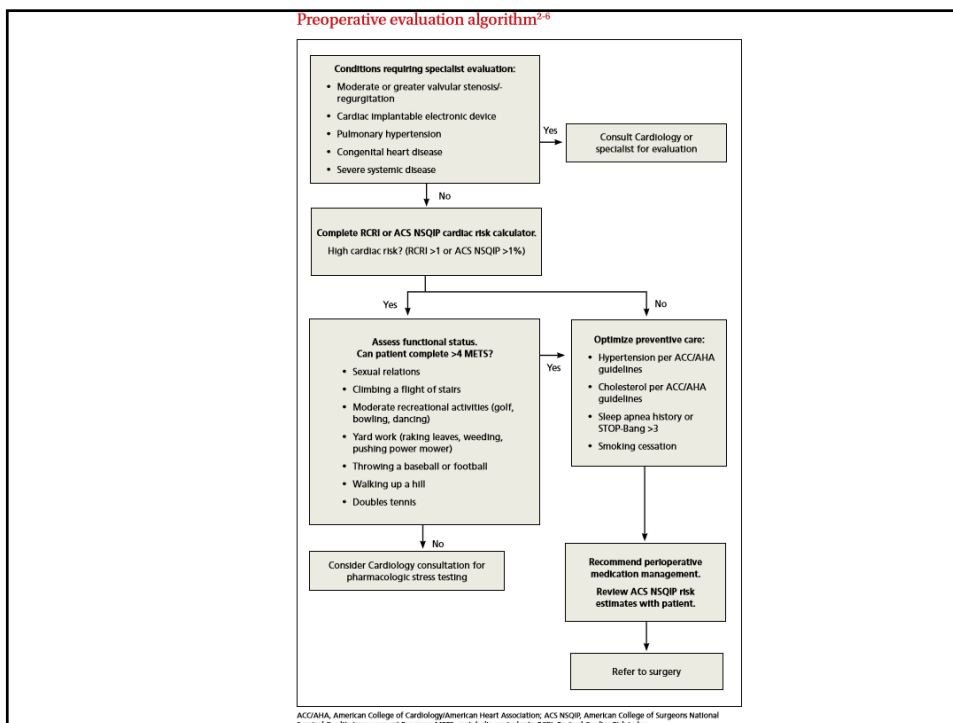 Preoperative evaluation algorithm2-6
Conditions requiring specialist evaluation:
• Moderate or greater valvular stenosis/-
regurgitation
• Cardiac implantable electronic device
• Pulmonary hypertension
• Congenital heart disease
• Severe systemic disease
Yes
Consult Cardiology or
specialist for evaluation
No
Complete RCRI or ACS NSQIP cardiac risk calculator.
High cardiac risk? (RCRI >1 or ACS NSQIP >1%)
Yes
No
Assess functional status.
Can patient complete >4 METS?
• Sexual relations
• Climbing a flight of stairs
• Moderate recreational activities (golf,
bowling, dancing)
• Yard work (raking leaves, weeding,
pushing power mower)
• Throwing a baseball or football
• Walking up a hill
• Doubles tennis
Yes
Optimize preventive care:
• Hypertension per ACC/AHA
guidelines
• Cholesterol per ACC/AHA
guidelines
• Sleep apnea history or
STOP-Bang >3
• Smoking cessation
No
Consider Cardiology consultation for
pharmacologic stress testing
Recommend perioperative
medication management.
Review ACS NSQIP risk
estimates with patient.
Refer to surgery
ACC/AHA, American College of Cardiology/American Heart Association; ACS NSQIP, American College of Surgeons National